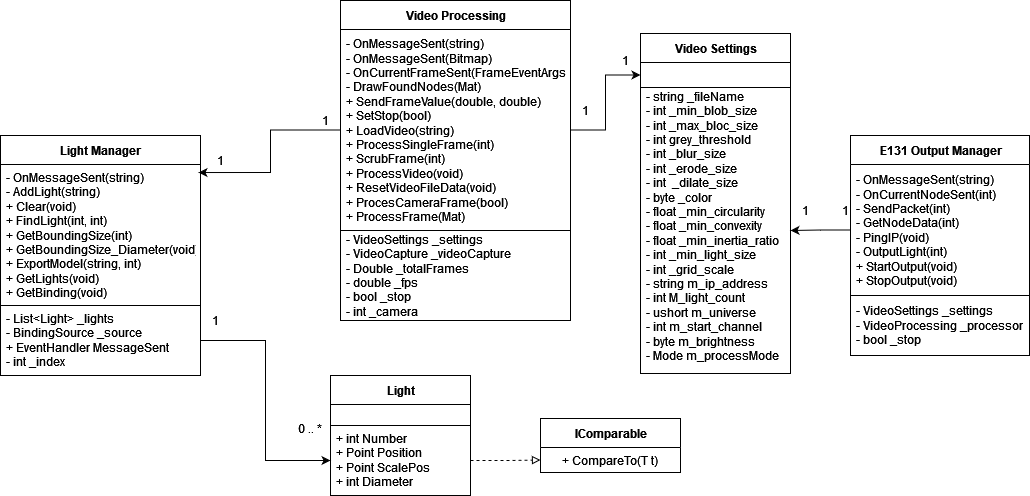 Video Processing
- OnMessageSent(string)
- OnMessageSent(Bitmap)
- OnCurrentFrameSent(FrameEventArgs
- DrawFoundNodes(Mat)
+ SendFrameValue(double, double)
+ SetStop(bool)
+ LoadVideo(string)
+ ProcessSingleFrame(int)
+ ScrubFrame(int)
+ ProcessVideo(void)
+ ResetVideoFileData(void)
+ ProcesCameraFrame(bool)
+ ProcessFrame(Mat)
- VideoSettings _settings
- VideoCapture _videoCapture
- Double _totalFrames
- double _fps
- bool _stop
- int _camera
1
1
1
1
Video Settings
- string _fileName
- int _min_blob_size
- int _max_bloc_size
- int grey_threshold
- int _blur_size
- int _erode_size
- int _dilate_size
- byte _color
- float _min_circularity
- float _min_convexity
- float _min_inertia_ratio
- int _min_light_size
- int _grid_scale
- string m_ip_address
- int M_light_count
- ushort m_universe
- int m_start_channel
- byte m_brightness
- Mode m_processMode
Light Manager
- OnMessageSent(string)
- AddLight(string)
+ Clear(void)
+ FindLight(int, int)
+ GetBoundingSize(int)
+ GetBoundingSize_Diameter(void
+ ExportModel(string, int)
+ GetLights(void)
+ GetBinding(void)
- List<Light> _lights
- BindingSource _source
+ EventHandler MessageSent
- int _index
E131 Output Manager
- OnMessageSent(string)
- OnCurrentNodeSent(int)
- SendPacket(int)
- GetNodeData(int)
- PingIP(void)
- OutputLight(int)
+ StartOutput(void)
+ StopOutput(void)
- VideoSettings _settings
- VideoProcessing _processor
- bool _stop
1
1
1
0 .. *
Light
+ int Number
+ Point Position
+ Point ScalePos
+ int Diameter
IComparable
+ CompareTo(T t)